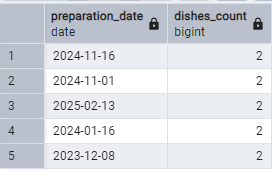 preparation_date dishes_count
date bigint
1 2024-11-16 2
2 2024-11-01 2
3 2025-02-13 2
4 2024-01-16 2
5 2023-12-08 2